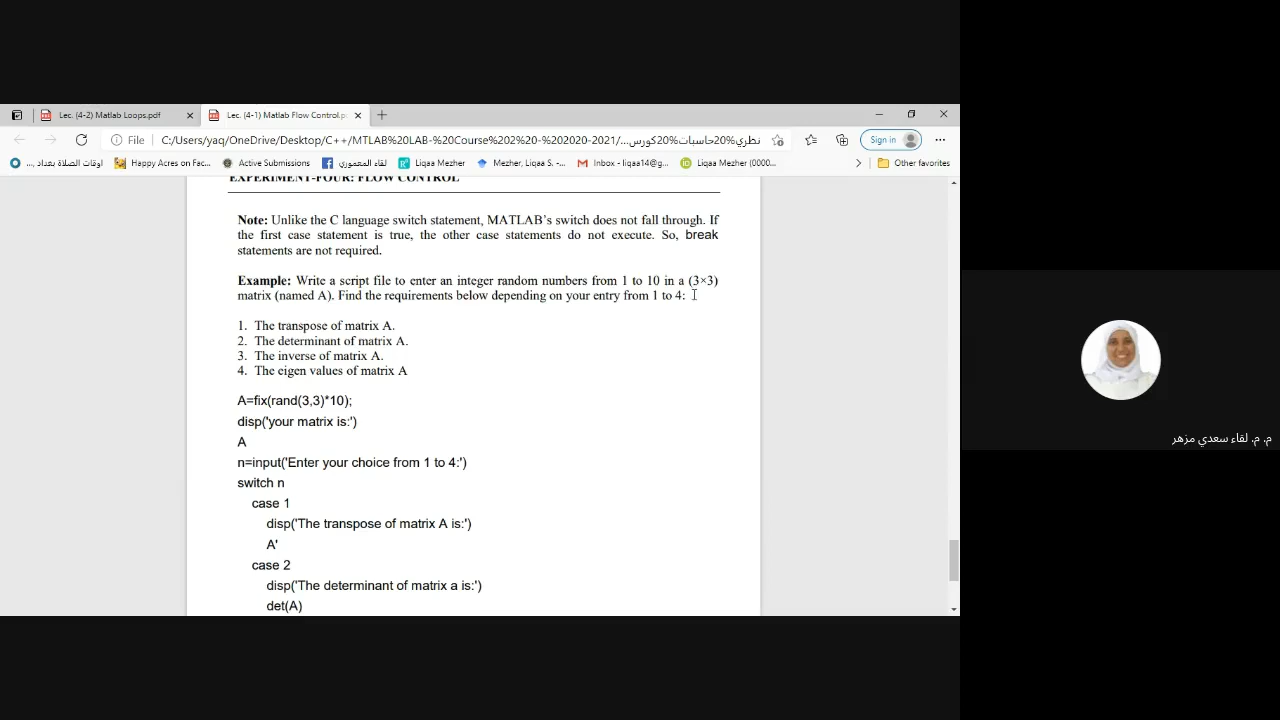 Lec. (4-2) Matlab Loops.pdf
Lec. (4-1) Matlab Flow Control.p
File
C:/Users/yaq/OneDrive/Desktop/C++/MTLAB%20LAB-%20Course%202%20-%202020-2021/...نظري%20حاسبات%20كورس
Sign in
اوقات الصلاة بغداد, ...
Happy Acres on Fac...
Active Submissions
لقاء المعموري
Liqaa Mezher
Mezher, Liqaa S. -...
Inbox - liqaa14@g...
Liqaa Mezher (0000...
Other favorites
EXPERIMENT-FOUR: FLOW CONTROL
Note: Unlike the C language switch statement, MATLAB's switch does not fall through. If
the first case statement is true, the other case statements do not execute. So, break
statements are not required.
Example: Write a script file to enter an integer random numbers from 1 to 10 in a (3×3)
matrix (named A). Find the requirements below depending on your entry from 1 to 4:
1. The transpose of matrix A.
2. The determinant of matrix A.
3. The inverse of matrix A.
4. The eigen values of matrix A
A=fix(rand(3,3)*10);
disp('your matrix is:')
A
n=input('Enter your choice from 1 to 4:')
switch n
case 1
disp('The transpose of matrix A is:')
A'
case 2
disp('The determinant of matrix a is:')
det(A)
م. م. لقاء سعدي مزهر